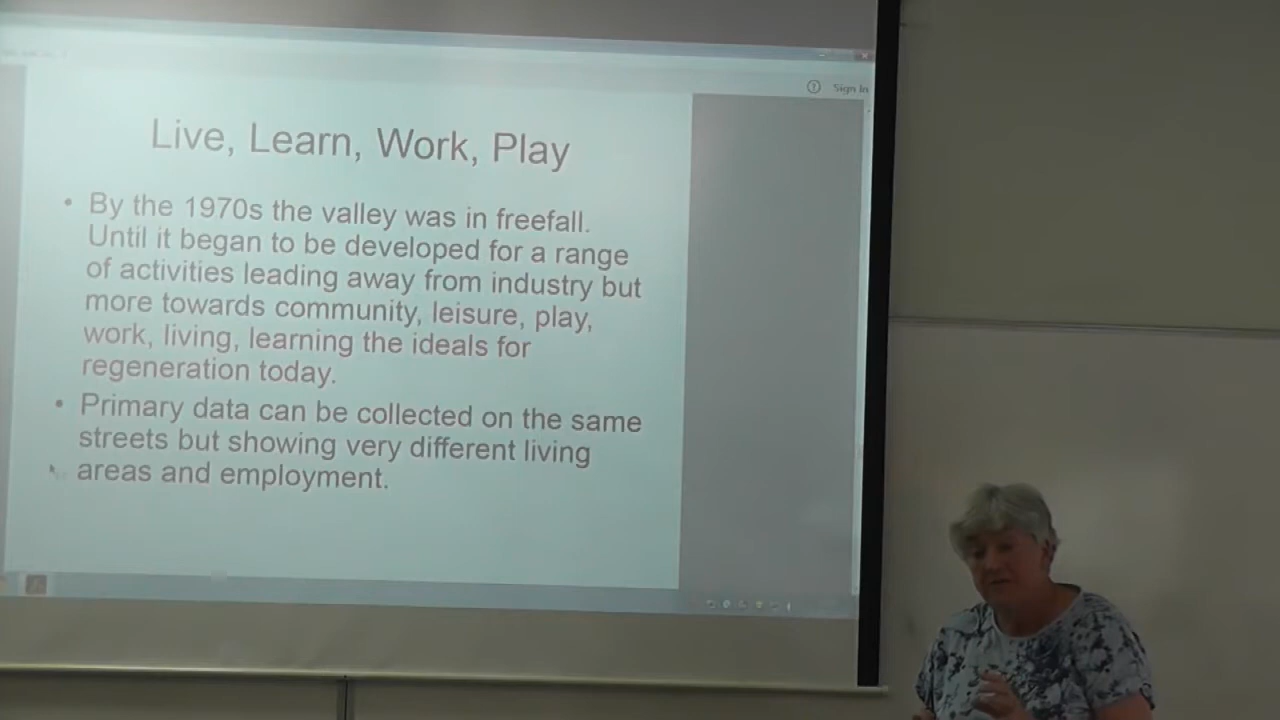 Sign In
Live, Learn, Work, Play
• By the 1970s the valley was in freefall.
Until it began to be developed for a range
of activities leading away from industry but
more towards community, leisure, play,
work, living, learning the ideals for
regeneration today.
• Primary data can be collected on the same
streets but showing very different living
areas and employment.